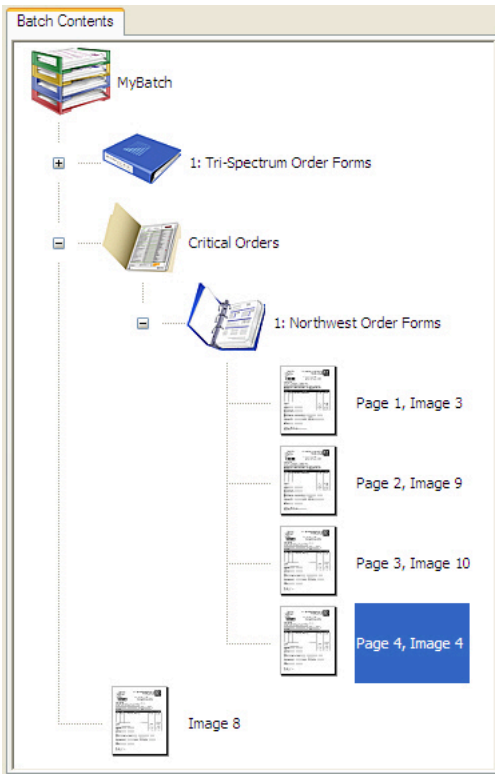 Batch Contents
MyBatch
1: Tri-Spectrum Order Forms
Critical Orders
1: Northwest Order Forms
Page 1, Image 3
Page 2, Image 9
Page 3, Image 10
Page 4, Image 4
Image 8